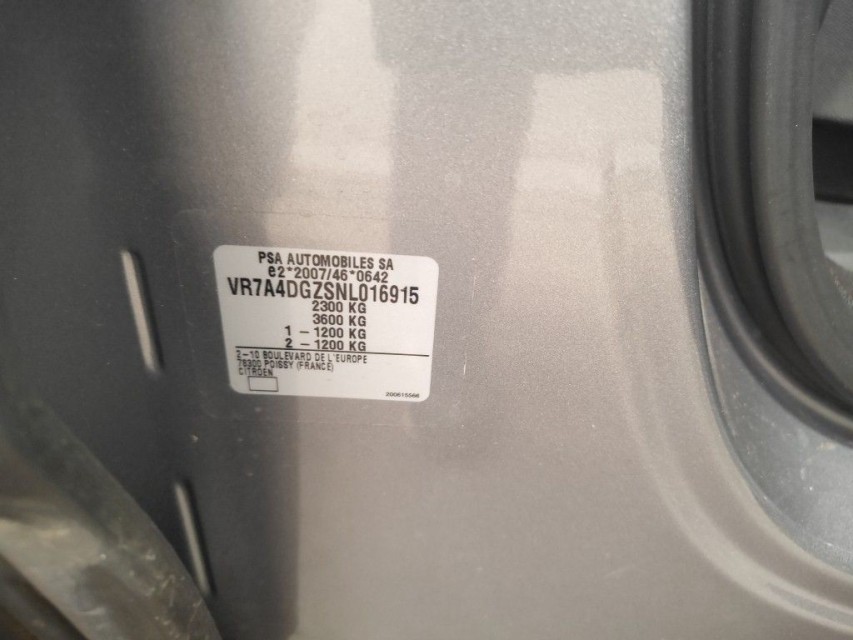 PSA AUTOMOBILES SA
e2*2007/46*0642
VR7A4DGZSNL016915
2300 KG
3600 KG
1 - 1200 KG
2 - 1200 KG
2-10 BOULEVARD DE L'EUROPE
78300 POISSY (FRANCE)
CITROEN
200615566